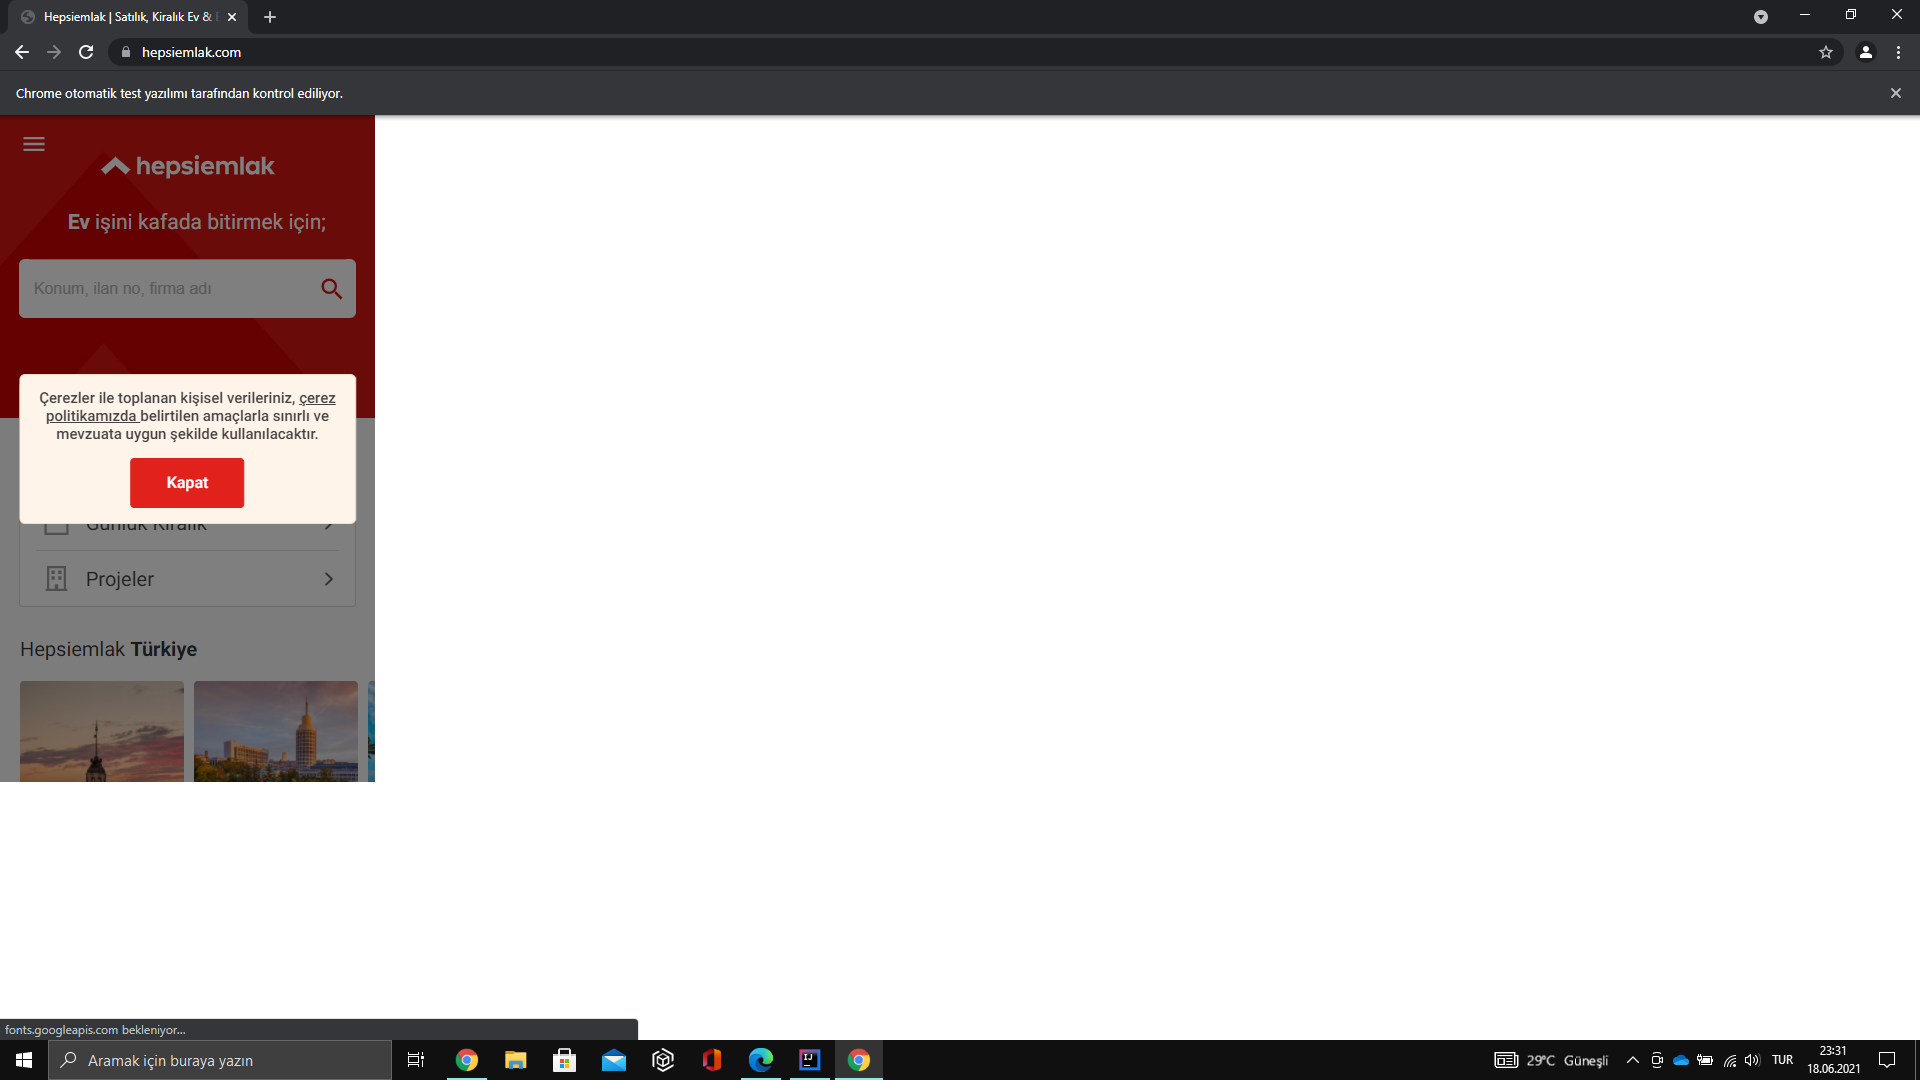 Hepsiemlak | Satılık, Kiralık Ev &
hepsiemlak.com
Chrome otomatik test yazılımı tarafından kontrol ediliyor.
hepsiemlak
Ev işini kafada bitirmek için;
Konum, ilan no, firma adı
Çerezler ile toplanan kişisel verileriniz, çerez
politikamızda belirtilen amaçlarla sınırlı ve
mevzuata uygun şekilde kullanılacaktır.
Kapat
Günlük Kiralık
Projeler
Hepsiemlak Türkiye
fonts.googleapis.com bekleniyor...
Aramak için buraya yazın
29°C Güneşli
TUR
23:31
18.06.2021